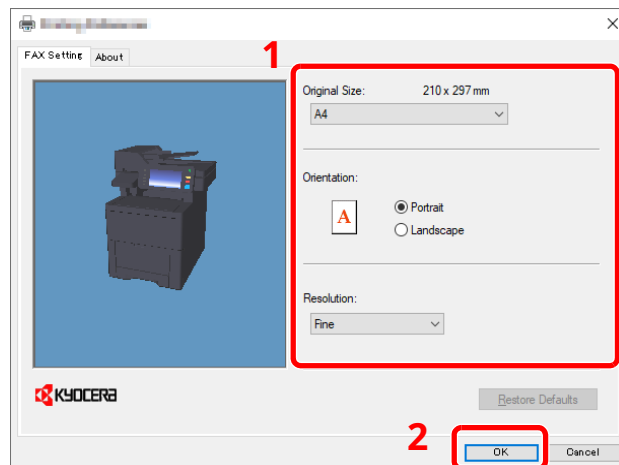 FAX Setting About
1
Original Size: 210 x 297 mm
A4
Orientation:
A
Portrait
Landscape
Resolution:
Fine
KYOCERA
Restore Defaults
2
OK Cancel